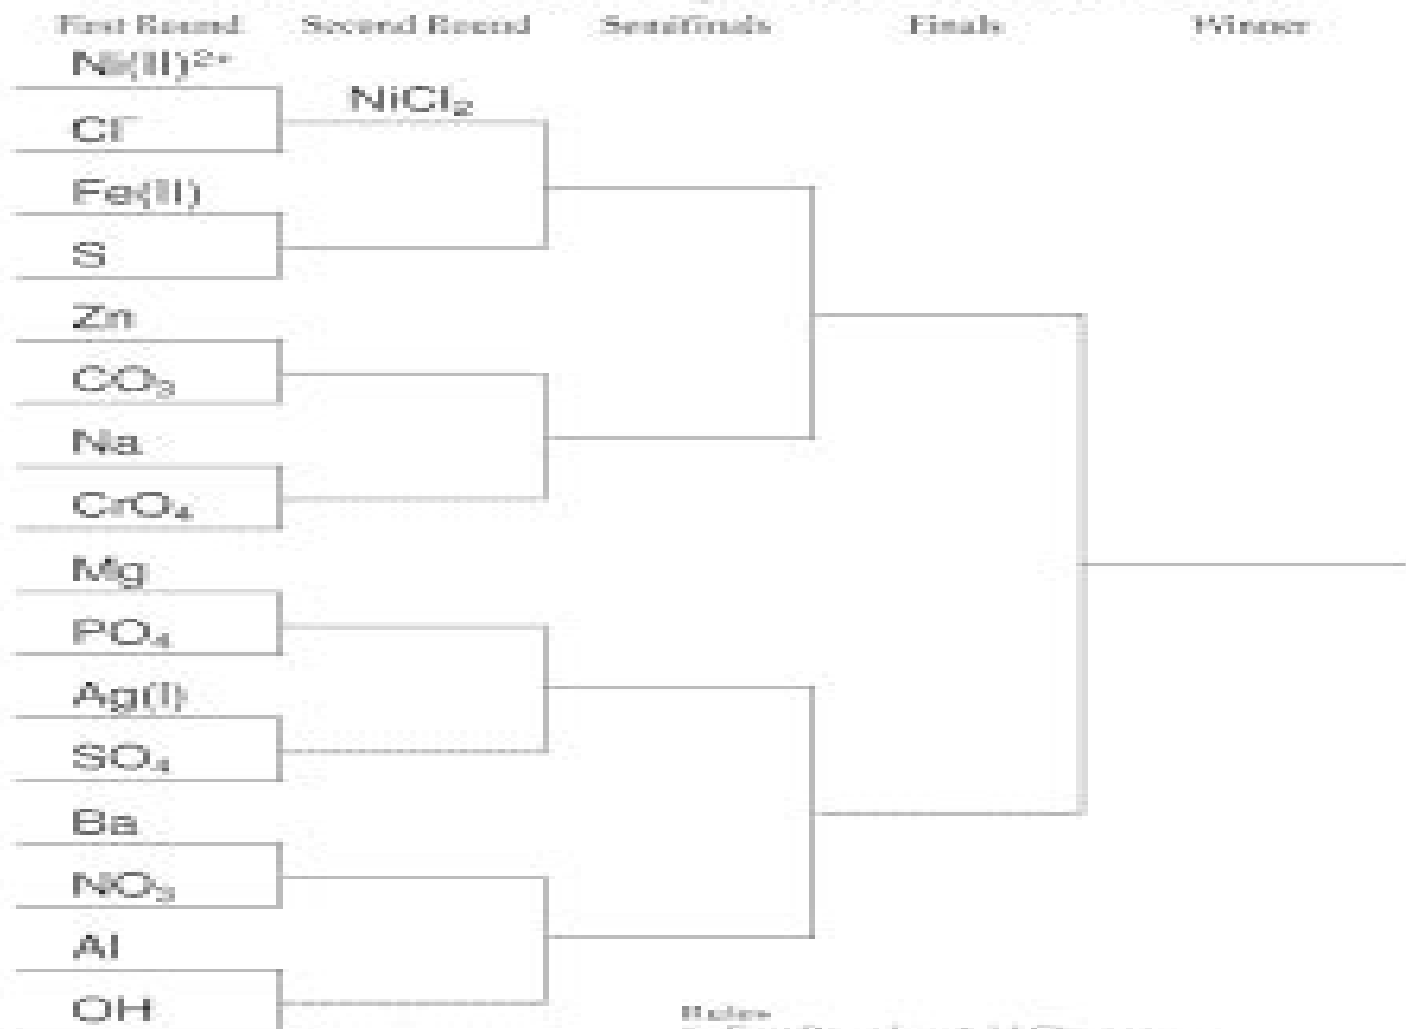 First Round Second Round Semifinals Finals Winner
Ni(II)²⁺
NiCl₂
Cl⁻
Fe(II)
S
Zn
CO₃
Na
CrO₄
Mg
PO₄
Ag(I)
SO₄
Ba
NO₃
Al
OH
Rules